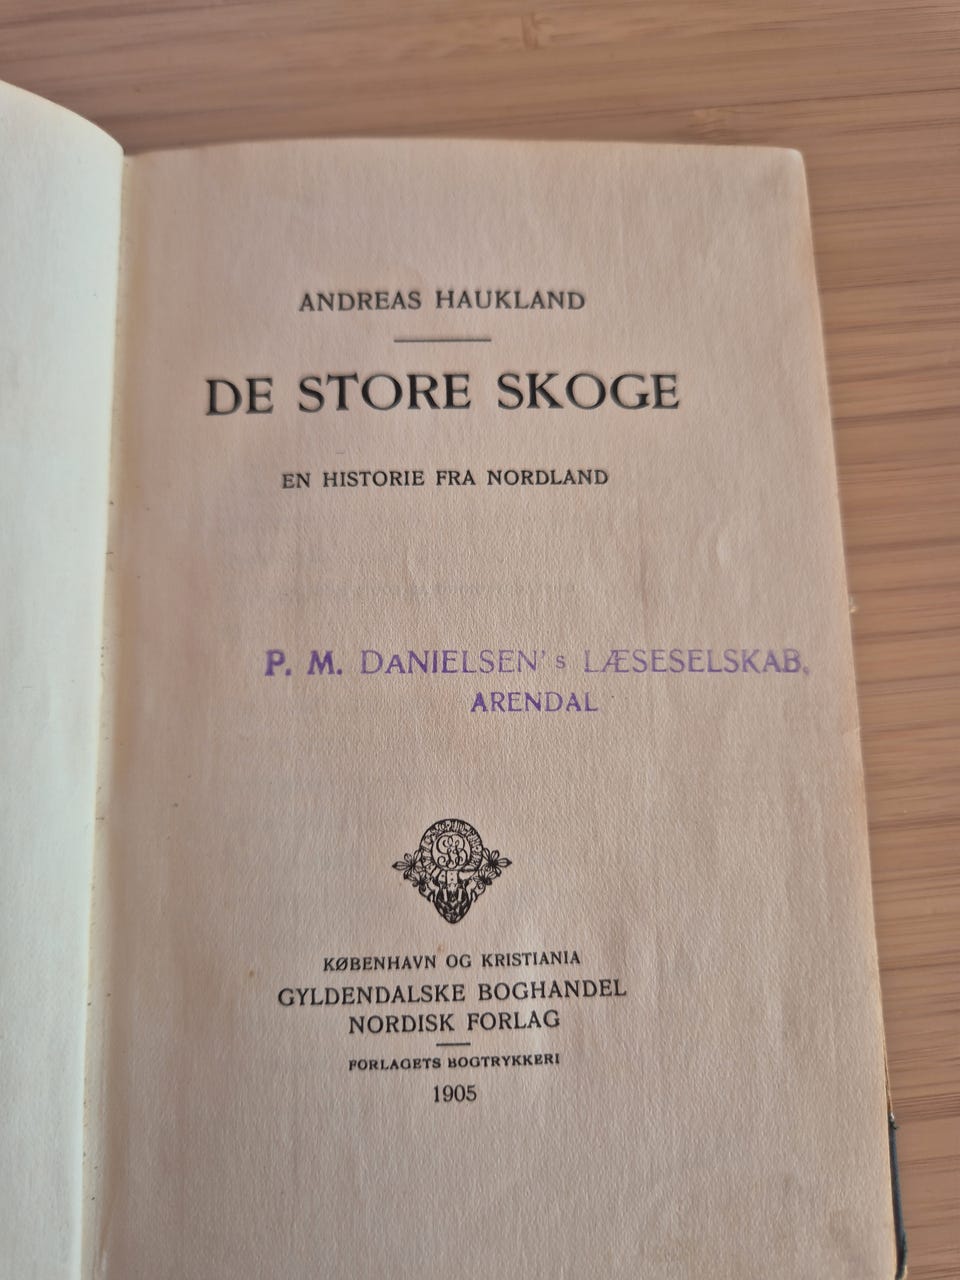 ANDREAS HAUKLAND
DE STORE SKOGE
EN HISTORIE FRA NORDLAND
P. M. DANIELSEN's LÆSESELSKAB,
ARENDAL
KØBENHAVN OG KRISTIANIA
GYLDENDALSKE BOGHANDEL
NORDISK FORLAG
FORLAGETS BOGTRYKKERI
1905